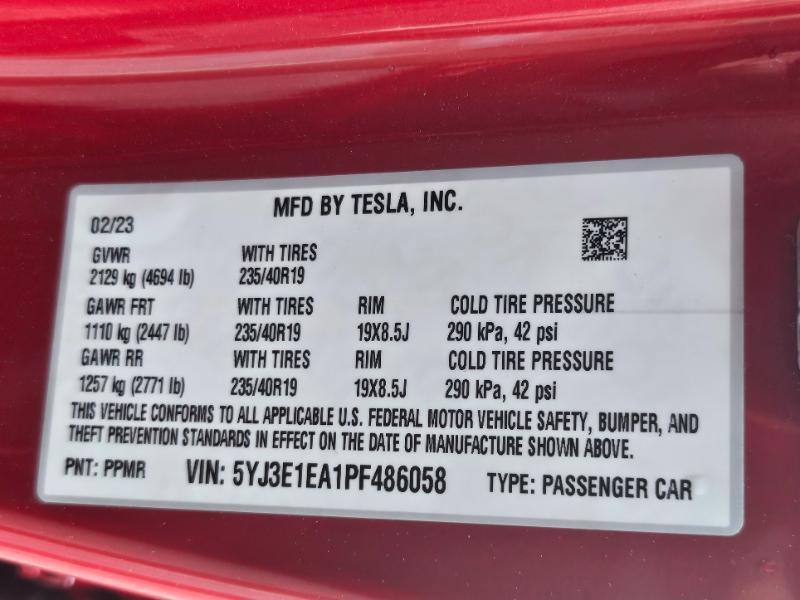 MFD BY TESLA, INC.
02/23
GVWR WITH TIRES
2129 kg (4694 lb) 235/40R19
GAWR FRT WITH TIRES RIM COLD TIRE PRESSURE
1110 kg (2447 lb) 235/40R19 19X8.5J 290 kPa, 42 psi
GAWR RR WITH TIRES RIM COLD TIRE PRESSURE
1257 kg (2771 lb) 235/40R19 19X8.5J 290 kPa, 42 psi
THIS VEHICLE CONFORMS TO ALL APPLICABLE U.S. FEDERAL MOTOR VEHICLE SAFETY, BUMPER, AND
THEFT PREVENTION STANDARDS IN EFFECT ON THE DATE OF MANUFACTURE SHOWN ABOVE.
PNT: PPMR VIN: 5YJ3E1EA1PF486058 TYPE: PASSENGER CAR